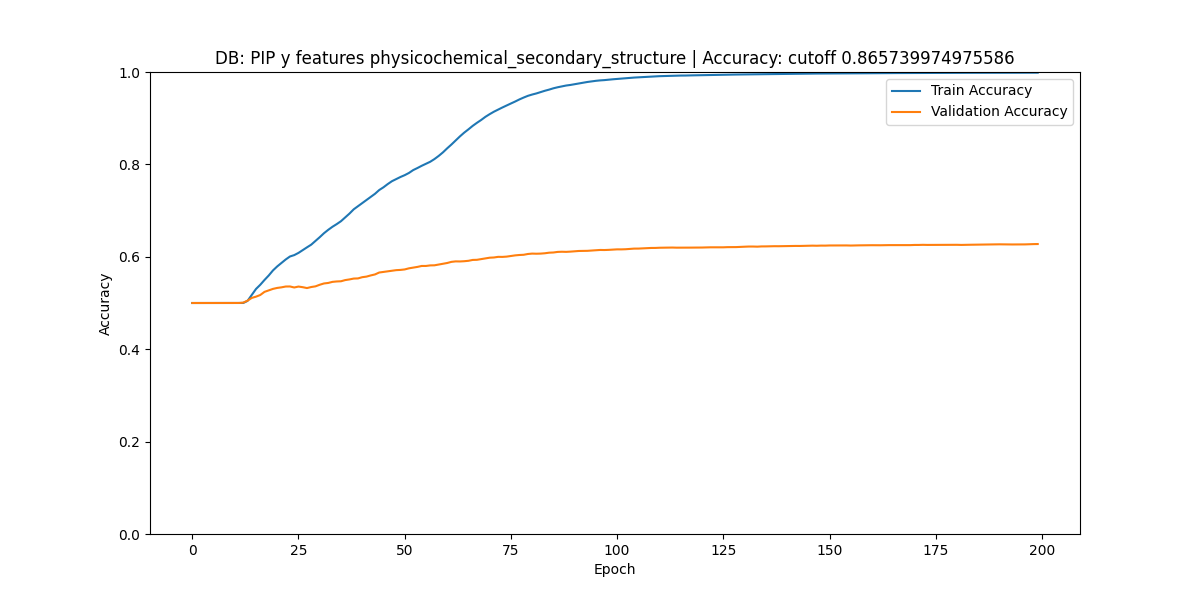 DB: PIP y features physicochemical_secondary_structure | Accuracy: cutoff 0.865739974975586
1.0
Train Accuracy
Validation Accuracy
0.8
0.6
Accuracy
0.4
0.2
0.0
0 25 50 75 100 125 150 175 200
Epoch